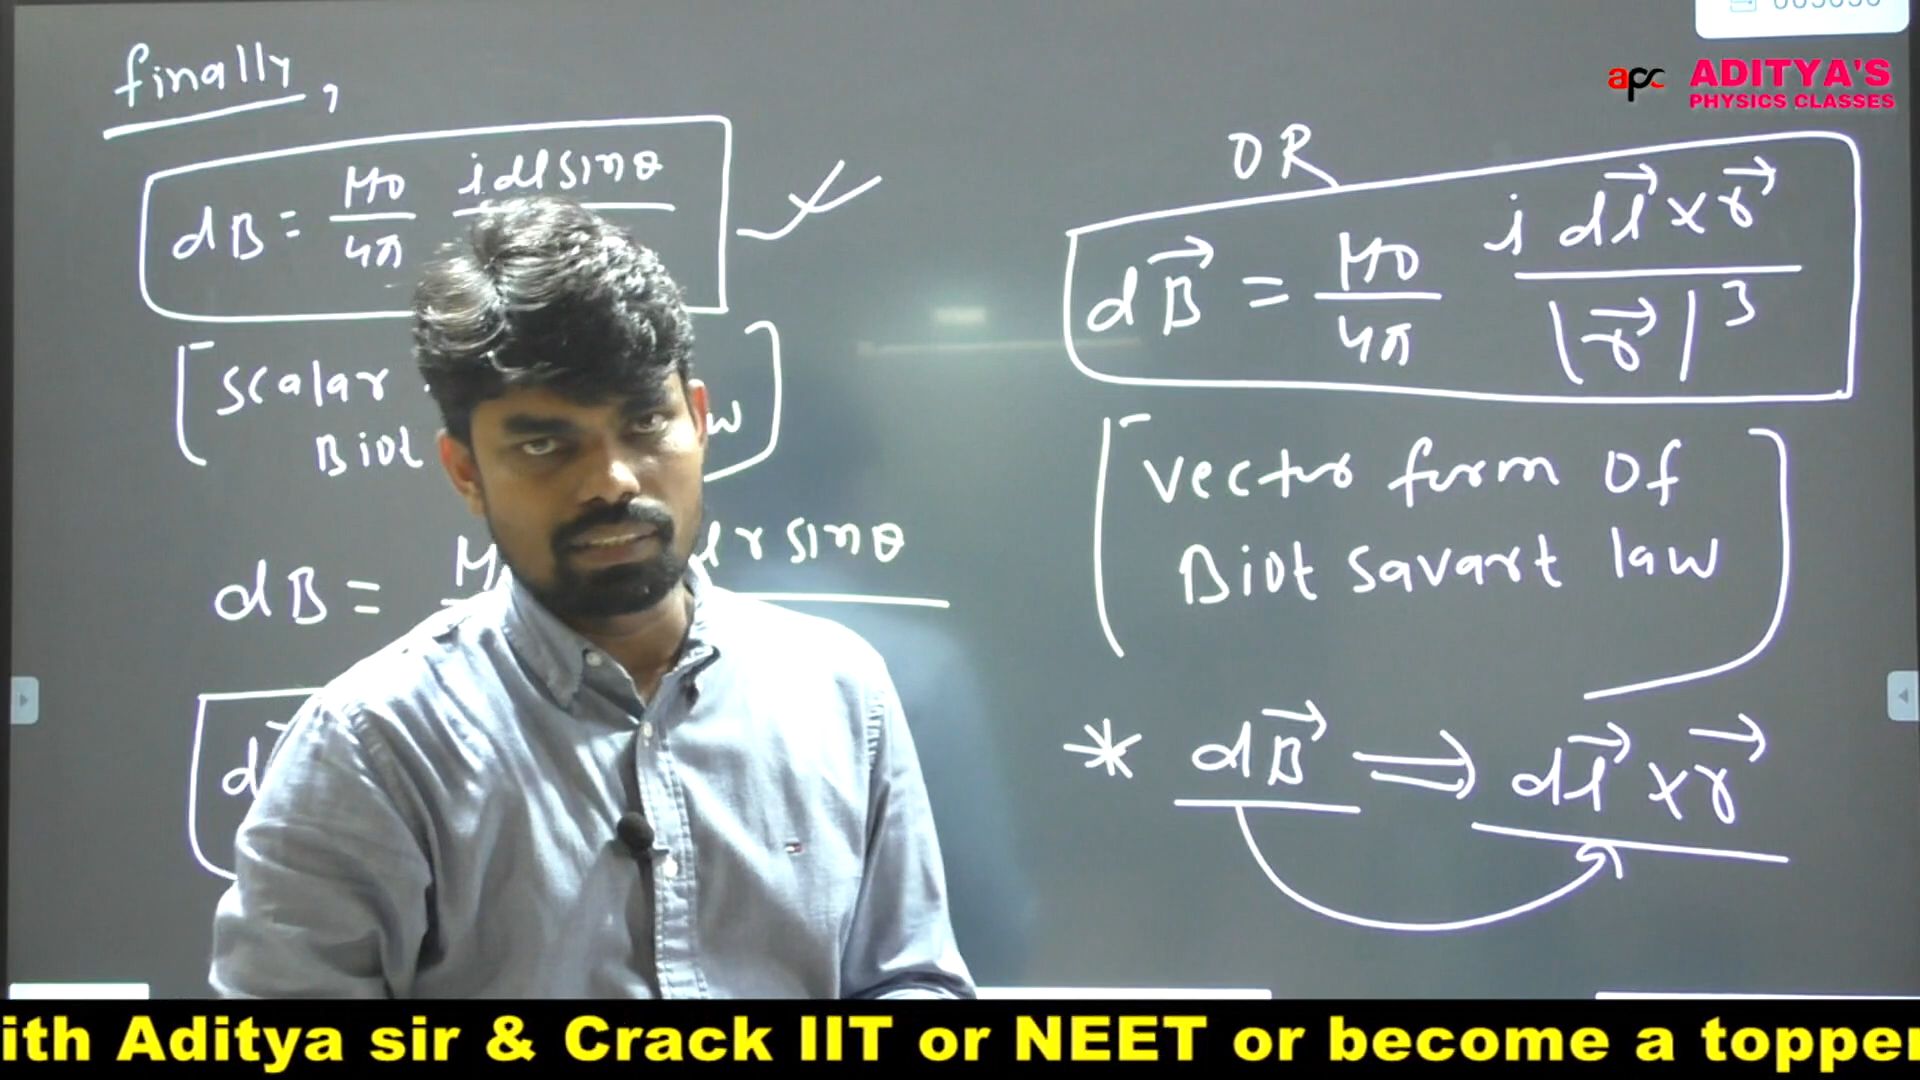 finally,
dB = μ0/4π idl sinθ
[scalar
Biot w]
dB = μ r sinθ
d
OR
dB⃗ = μ0/4π i dl⃗ × r⃗ / |r⃗|³
[vector form of
Biot savart law]
* dB⃗ ⟹ dl⃗ × r⃗
apc ADITYA'S
PHYSICS CLASSES
ith Aditya sir & Crack IIT or NEET or become a topper